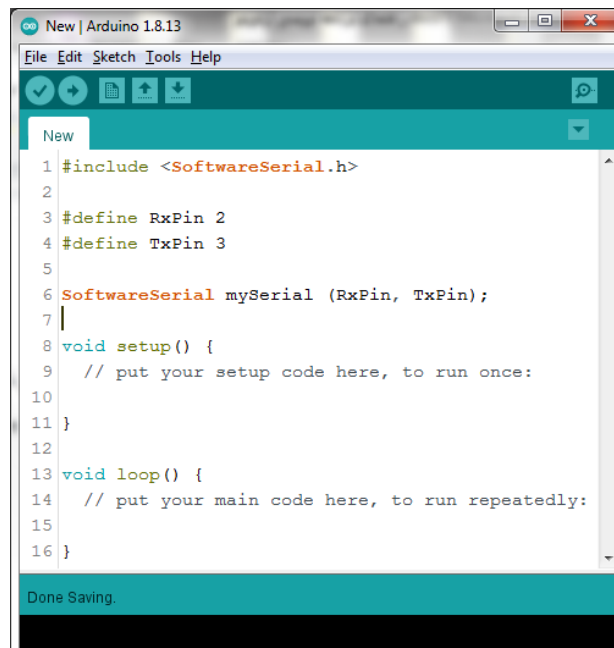 New | Arduino 1.8.13
File Edit Sketch Tools Help
New
1 #include <SoftwareSerial.h>
2
3 #define RxPin 2
4 #define TxPin 3
5
6 SoftwareSerial mySerial (RxPin, TxPin);
7
8 void setup() {
9   // put your setup code here, to run once:
10
11 }
12
13 void loop() {
14   // put your main code here, to run repeatedly:
15
16 }
Done Saving.